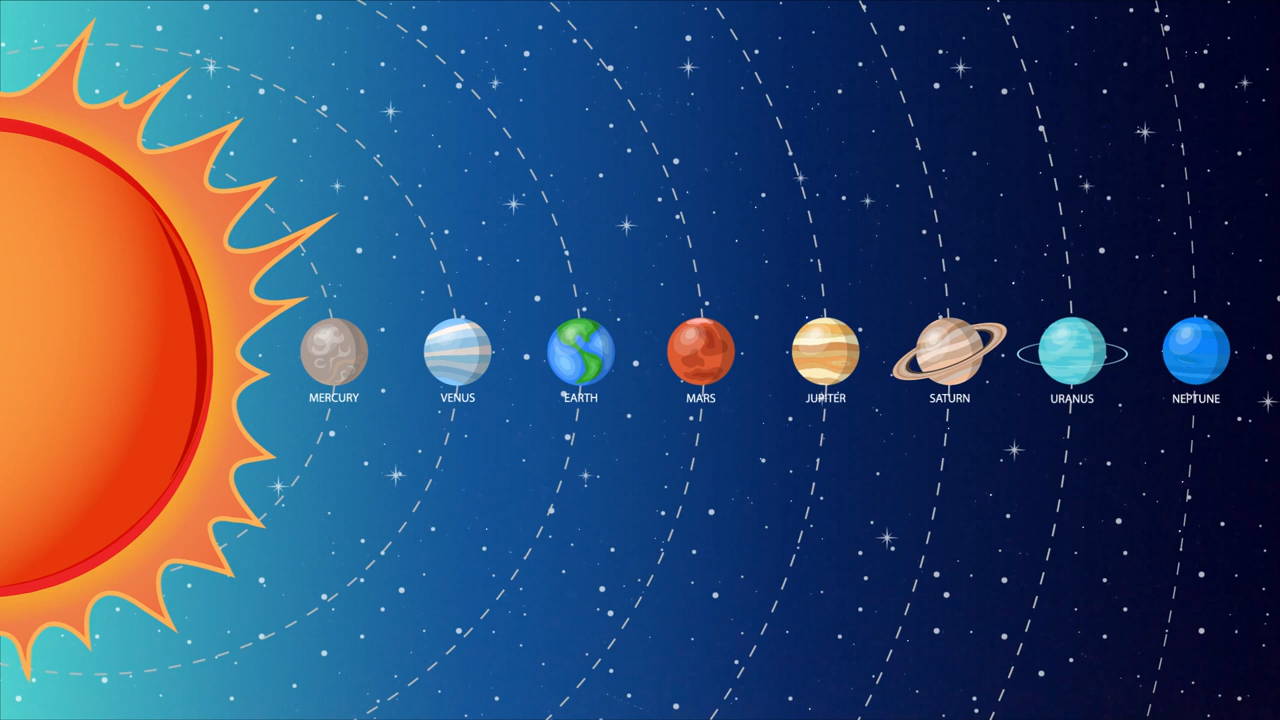 MERCURY
VENUS
EARTH
MARS
JUPITER
SATURN
URANUS
NEPTUNE